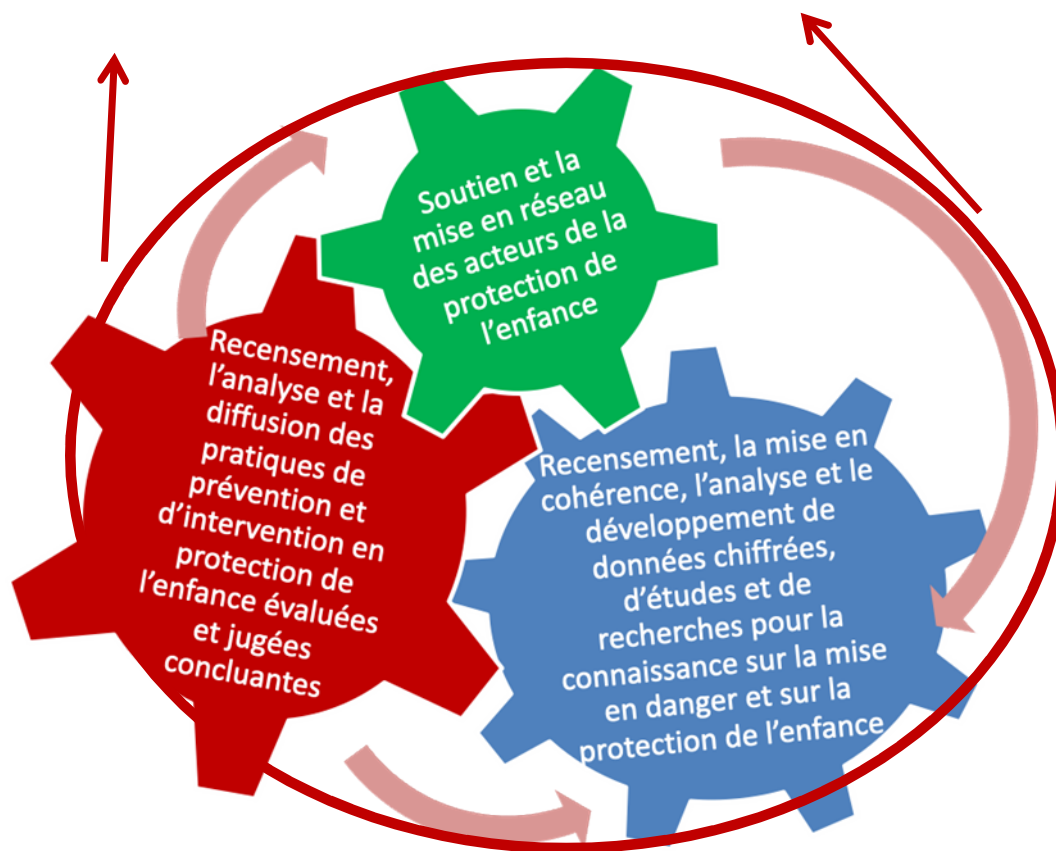 Soutien et la
mise en réseau
des acteurs de la
protection de
l'enfance
Recensement,
l'analyse et la
diffusion des
pratiques de
prévention et
d'intervention en
protection de
l'enfance évaluées
et jugées
concluantes
Recensement, la mise en
cohérence, l'analyse et le
développement de
données chiffrées,
d'études et de
recherches pour la
connaissance sur la mise
en danger et sur la
protection de l'enfance